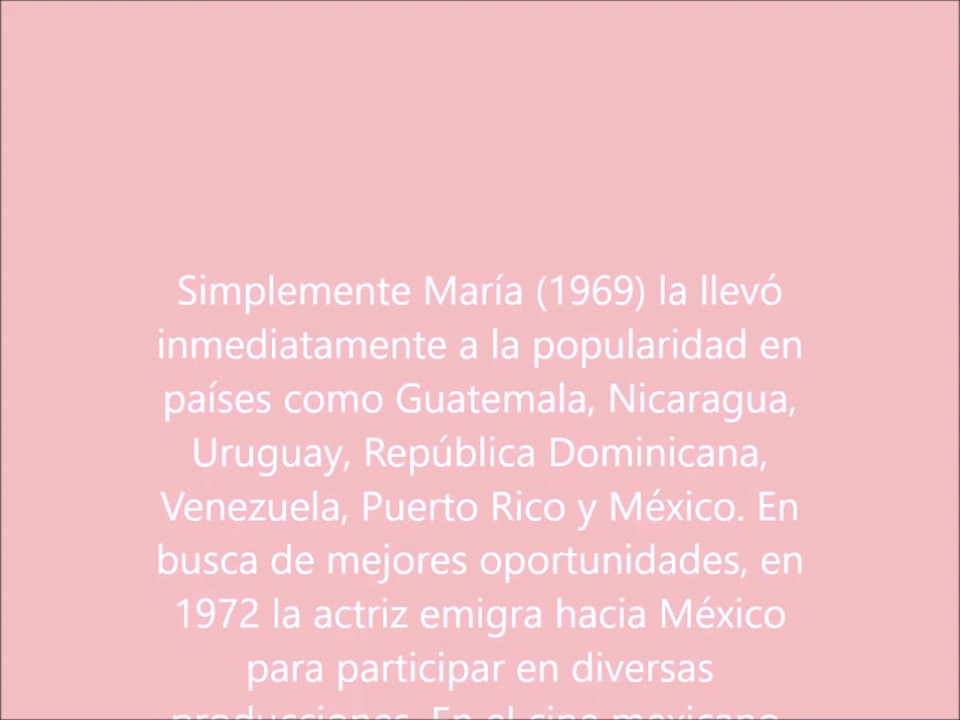 Simplemente María (1969) la llevó
inmediatamente a la popularidad en
países como Guatemala, Nicaragua,
Uruguay, República Dominicana,
Venezuela, Puerto Rico y México. En
busca de mejores oportunidades, en
1972 la actriz emigra hacia México
para participar en diversas
producciones. En el cine mexicano